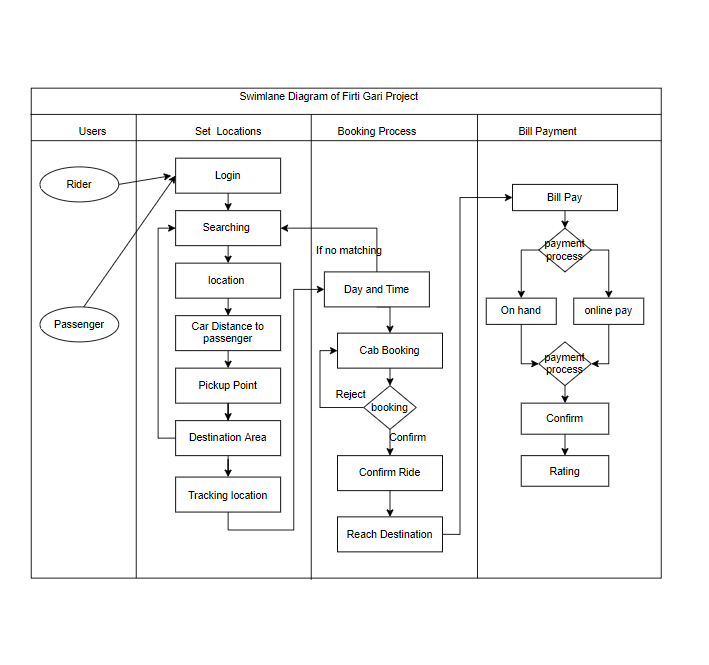 Swimlane Diagram of Firti Gari Project
Users
Set Locations
Booking Process
Bill Payment
Rider
Passenger
Login
Searching
location
Car Distance to
passenger
Pickup Point
Destination Area
Tracking location
If no matching
Day and Time
Cab Booking
Reject
booking
Confirm
Confirm Ride
Reach Destination
Bill Pay
payment
process
On hand
online pay
payment
process
Confirm
Rating